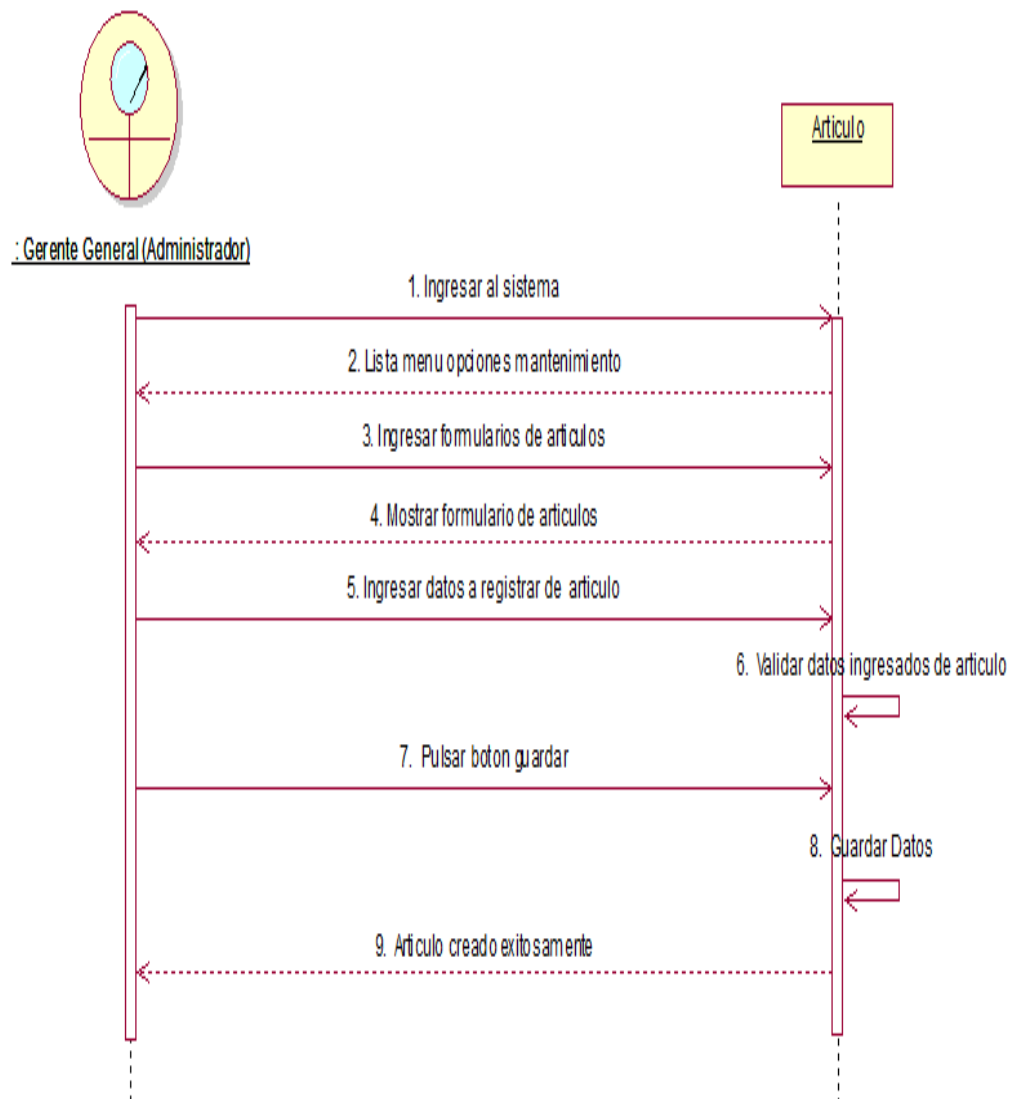 Articulo
: Gerente General (Administrador)
1. Ingresar al sistema
2. Lista menu opciones mantenimiento
3. Ingresar formularios de articulos
4. Mostrar formulario de articulos
5. Ingresar datos a registrar de articulo
6. Validar datos ingresados de articulo
7. Pulsar boton guardar
8. Guardar Datos
9. Articulo creado exitosamente